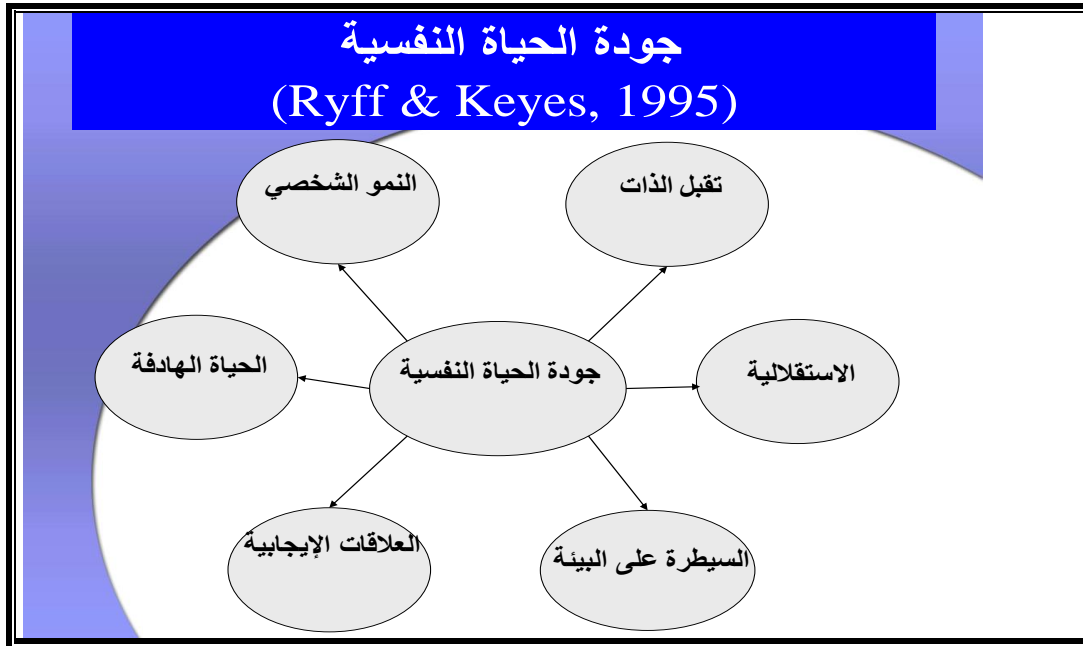 جودة الحياة النفسية
(Ryff & Keyes, 1995)
تقبل الذات
النمو الشخصي
الاستقلالية
جودة الحياة النفسية
الحياة الهادفة
السيطرة على البيئة
العلاقات الإيجابية